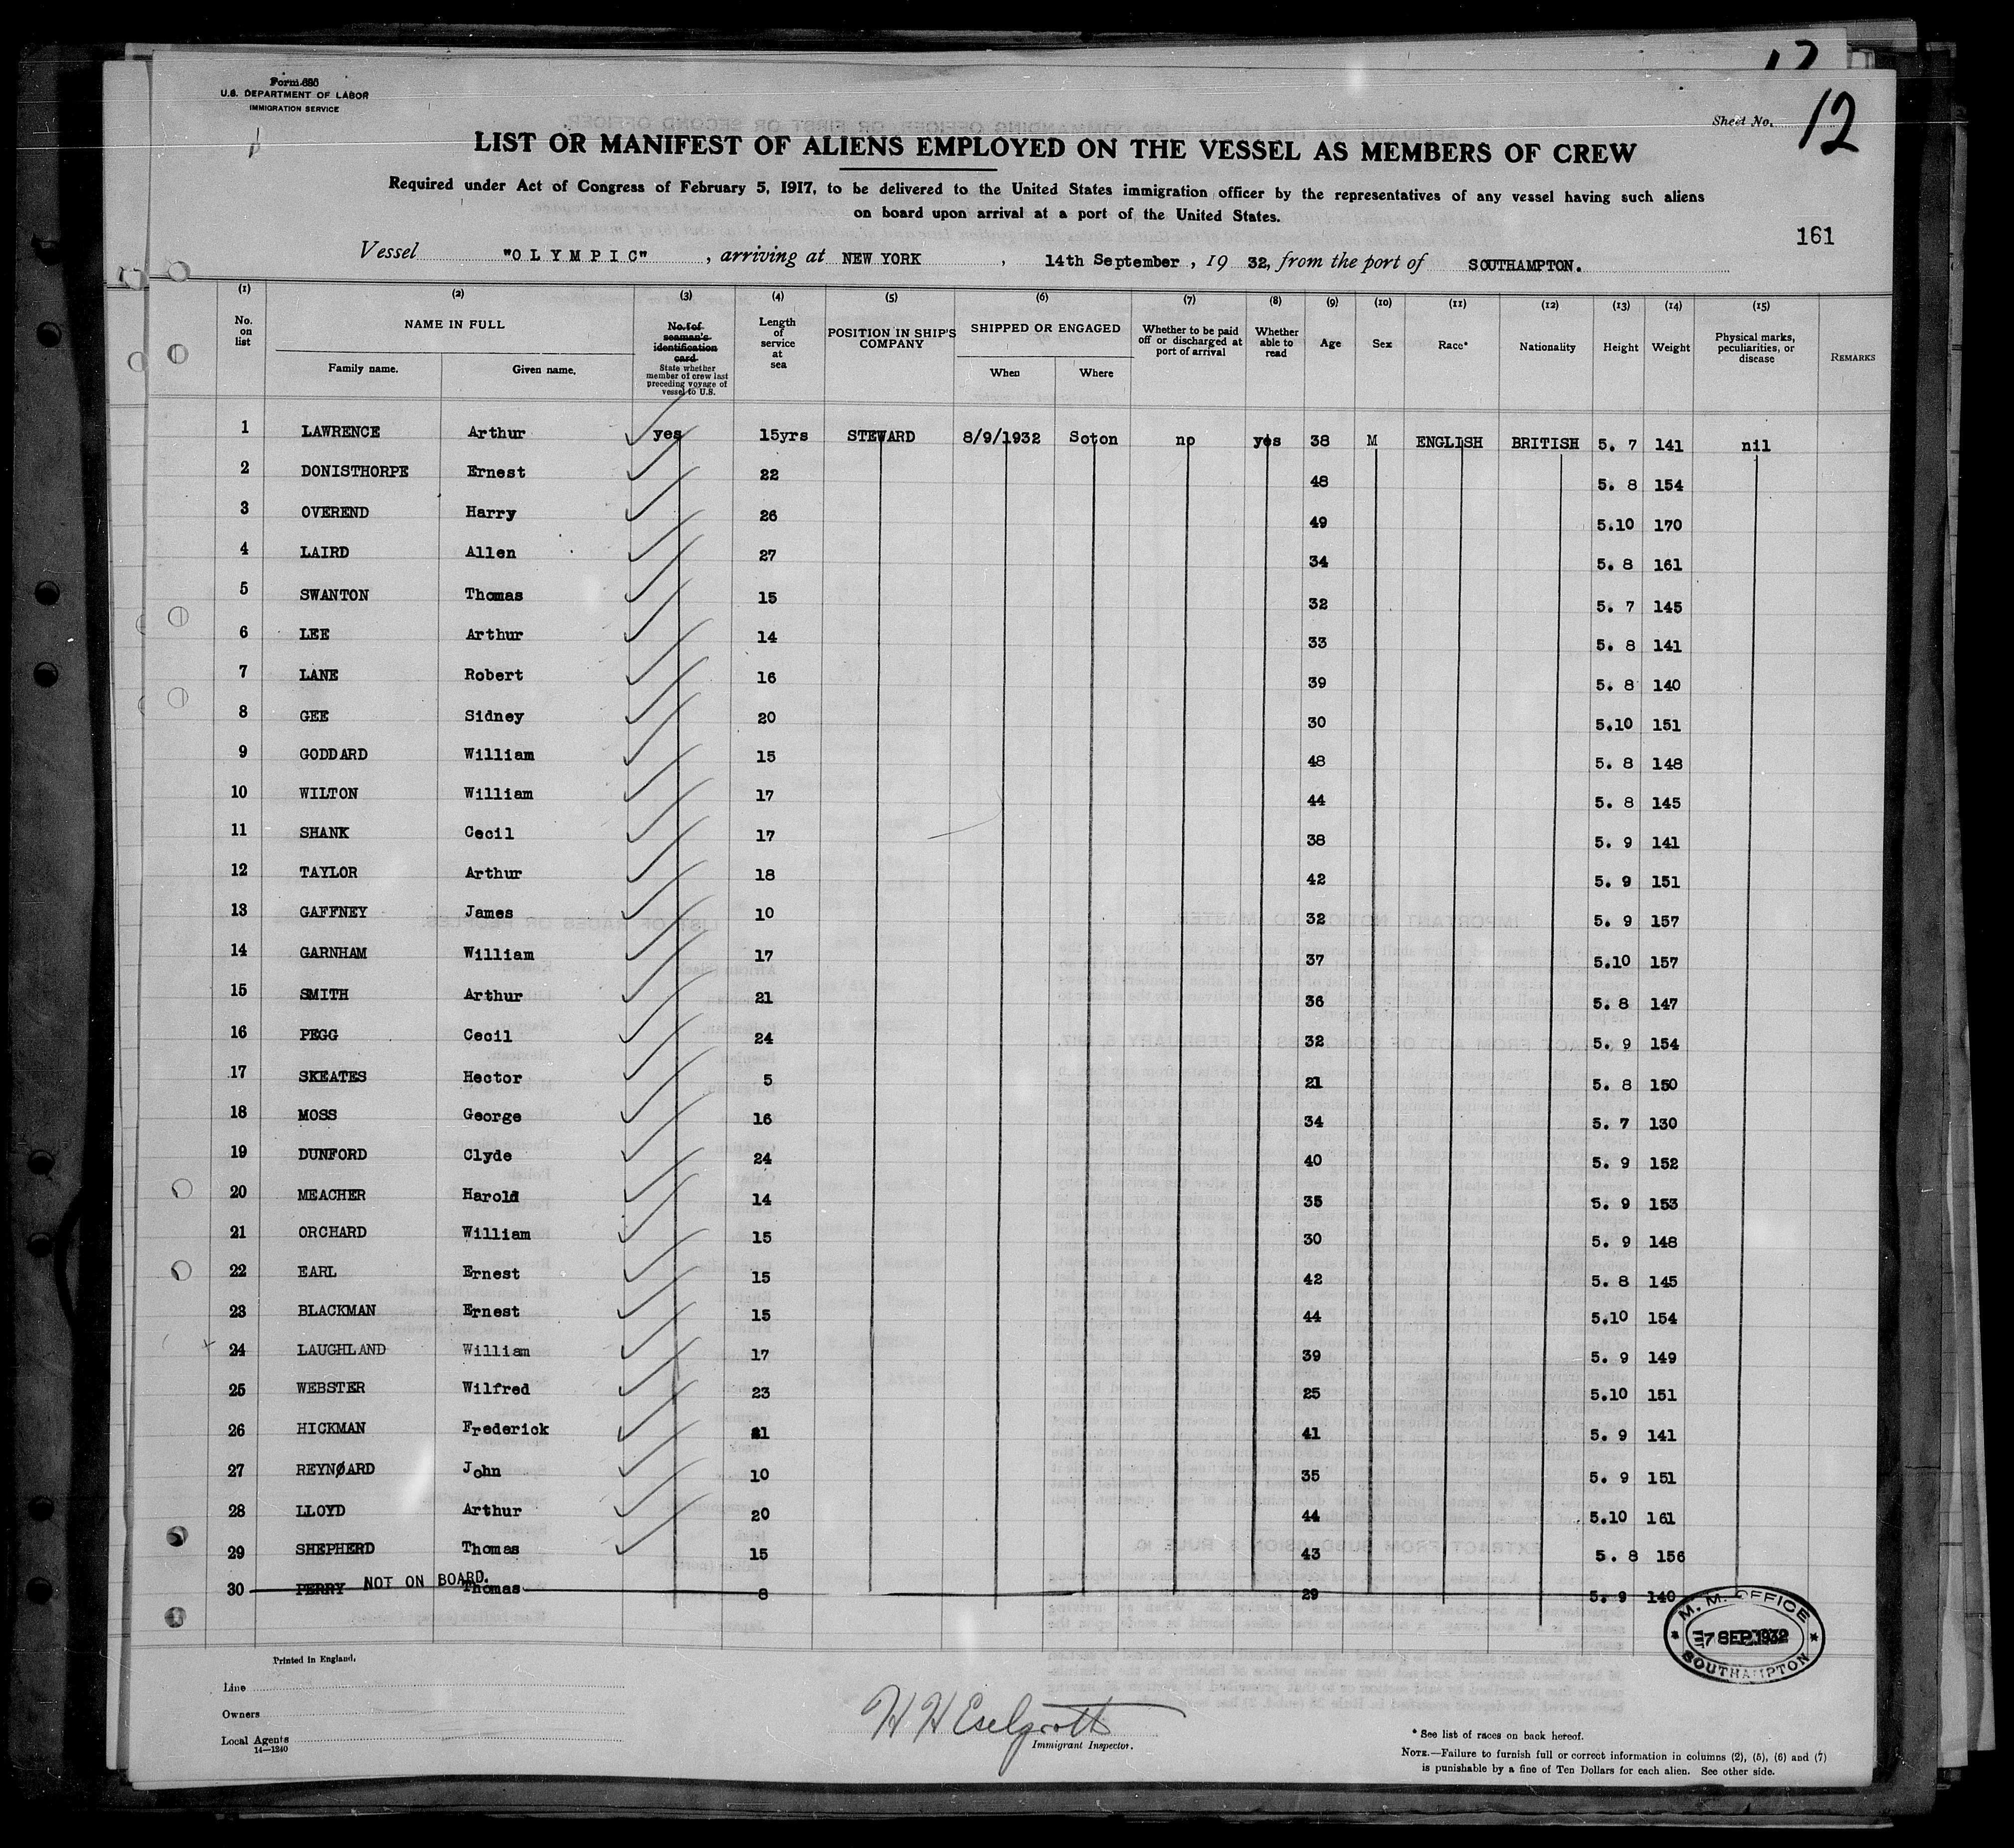 Form 680
U.S. DEPARTMENT OF LABOR
IMMIGRATION SERVICE
Sheet No. 12
LIST OR MANIFEST OF ALIENS EMPLOYED ON THE VESSEL AS MEMBERS OF CREW
Required under Act of Congress of February 5, 1917, to be delivered to the United States immigration officer by the representatives of any vessel having such aliens
on board upon arrival at a port of the United States.
161
Vessel "OLYMPIC", arriving at NEW YORK, 14th September, 19 32, from the port of SOUTHAMPTON.
(1) (2) (3) (4) (5) (6) (7) (8) (9) (10) (11) (12) (13) (14) (15)
No. on list NAME IN FULL Family name. Given name. No. of seaman's identification card State whether member of crew last preceding voyage of vessel to U.S. Length of service at sea POSITION IN SHIP'S COMPANY SHIPPED OR ENGAGED When Where Whether to be paid off or discharged at port of arrival Whether able to read Age Sex Race* Nationality Height Weight Physical marks, peculiarities, or disease REMARKS
1 LAWRENCE Arthur yes 15yrs STEWARD 8/9/1932 Soton no yes 38 M ENGLISH BRITISH 5. 7 141 nil
2 DONISTHORPE Ernest 22 48 5. 8 154
3 OVEREND Harry 26 49 5.10 170
4 LAIRD Allen 27 34 5. 8 161
5 SWANTON Thomas 15 32 5. 7 145
6 LEE Arthur 14 33 5. 8 141
7 LANE Robert 16 39 5. 8 140
8 GEE Sidney 20 30 5.10 151
9 GODDARD William 15 48 5. 8 148
10 WILTON William 17 44 5. 8 145
11 SHANK Cecil 17 38 5. 9 141
12 TAYLOR Arthur 18 42 5. 9 151
13 GAFFNEY James 10 32 5. 9 157
14 GARNHAM William 17 37 5.10 157
15 SMITH Arthur 21 36 5. 8 147
16 PEGG Cecil 24 32 5. 9 154
17 SKEATES Hector 5 21 5. 8 150
18 MOSS George 16 34 5. 7 130
19 DUNFORD Clyde 24 40 5. 9 152
20 MEACHER Harold 14 35 5. 9 153
21 ORCHARD William 15 30 5. 9 148
22 EARL Ernest 15 42 5. 8 145
23 BLACKMAN Ernest 15 44 5.10 154
24 LAUGHLAND William 17 39 5. 9 149
25 WEBSTER Wilfred 23 25 5.10 151
26 HICKMAN Frederick 41 5. 9 141
27 REYNØARD John 10 35 5. 9 151
28 LLOYD Arthur 20 44 5.10 161
29 SHEPHERD Thomas 15 43 5. 8 156
30 PERRY NOT ON BOARD. Thomas 8 29 5. 9 140
M. M. OFFICE
7 SEP 1932
SOUTHAMPTON
Printed in England.
Line
Owners
Local Agents
14—1240
H H Eselgroth
Immigrant Inspector.
* See list of races on back hereof.
NOTE.—Failure to furnish full or correct information in columns (2), (5), (6) and (7)
is punishable by a fine of Ten Dollars for each alien. See other side.